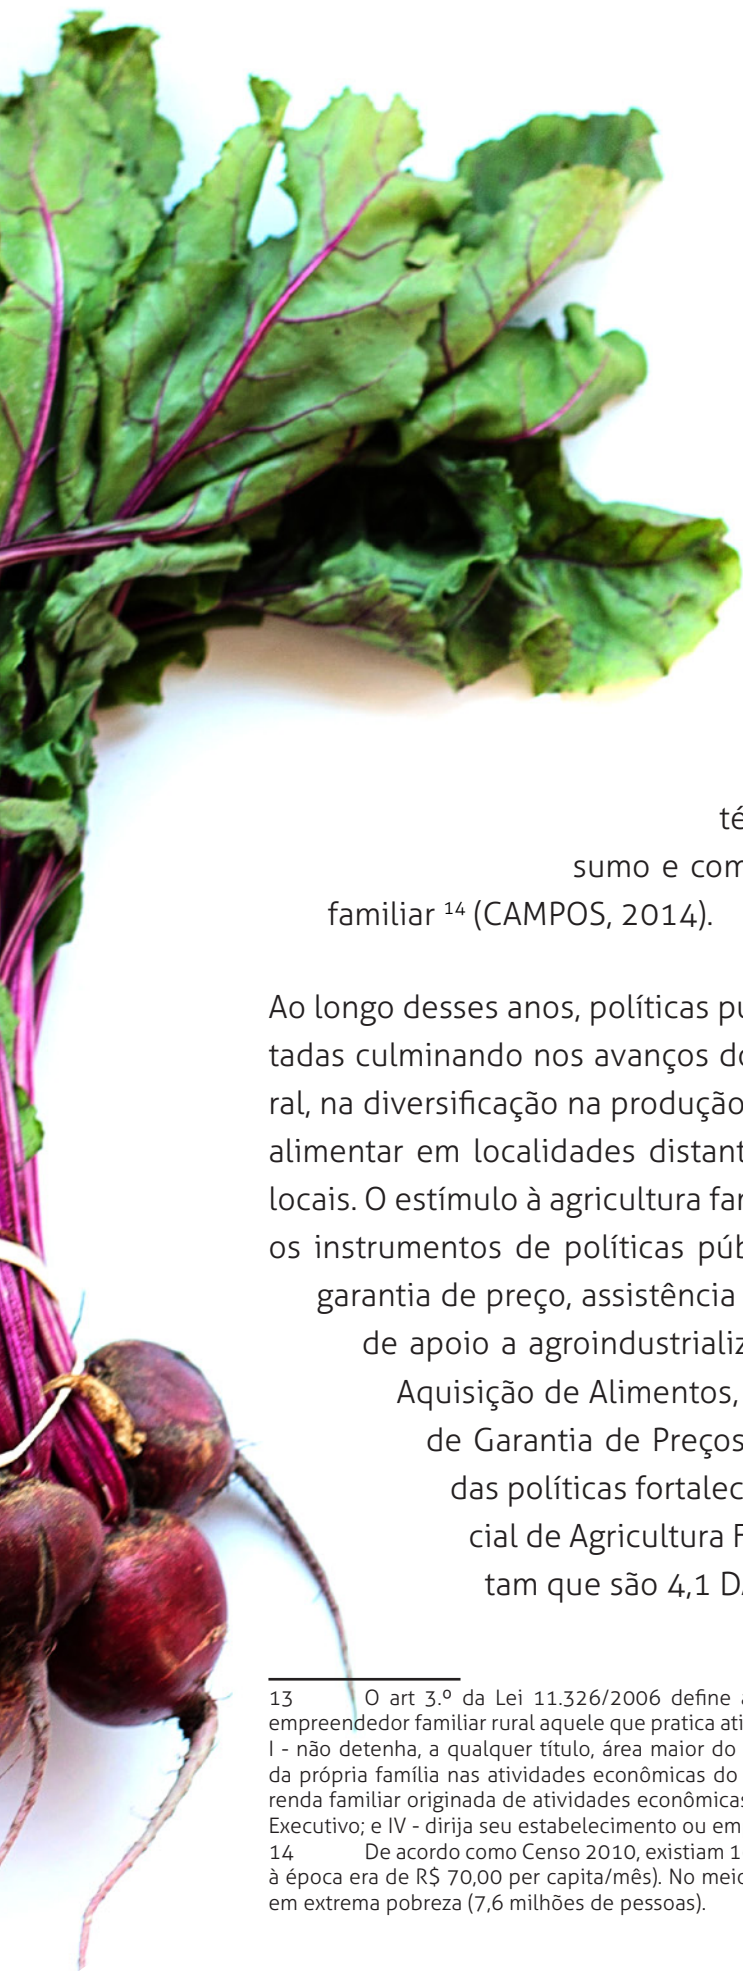 té
sumo e com
familiar 14 (CAMPOS, 2014).
Ao longo desses anos, políticas pú
tadas culminando nos avanços do
ral, na diversificação na produção
alimentar em localidades distant
locais. O estímulo à agricultura far
os instrumentos de políticas púb
garantia de preço, assistência
de apoio a agroindustrializ
Aquisição de Alimentos,
de Garantia de Preços
das políticas fortalec
cial de Agricultura F
tam que são 4,1 DA
13 O art 3.º da Lei 11.326/2006 define a
empreendedor familiar rural aquele que pratica ati
I - não detenha, a qualquer título, área maior do
da própria família nas atividades econômicas do
renda familiar originada de atividades econômicas
Executivo; e IV - dirija seu estabelecimento ou em
14 De acordo como Censo 2010, existiam 1
à época era de R$ 70,00 per capita/mês). No meio
em extrema pobreza (7,6 milhões de pessoas).